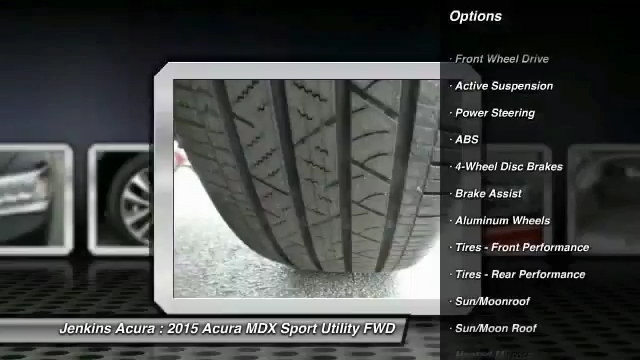 Options
· Front Wheel Drive
· Active Suspension
· Power Steering
· ABS
· 4-Wheel Disc Brakes
· Brake Assist
· Aluminum Wheels
· Tires - Front Performance
· Tires - Rear Performance
· Sun/Moonroof
· Sun/Moon Roof
Jenkins Acura : 2015 Acura MDX Sport Utility FWD